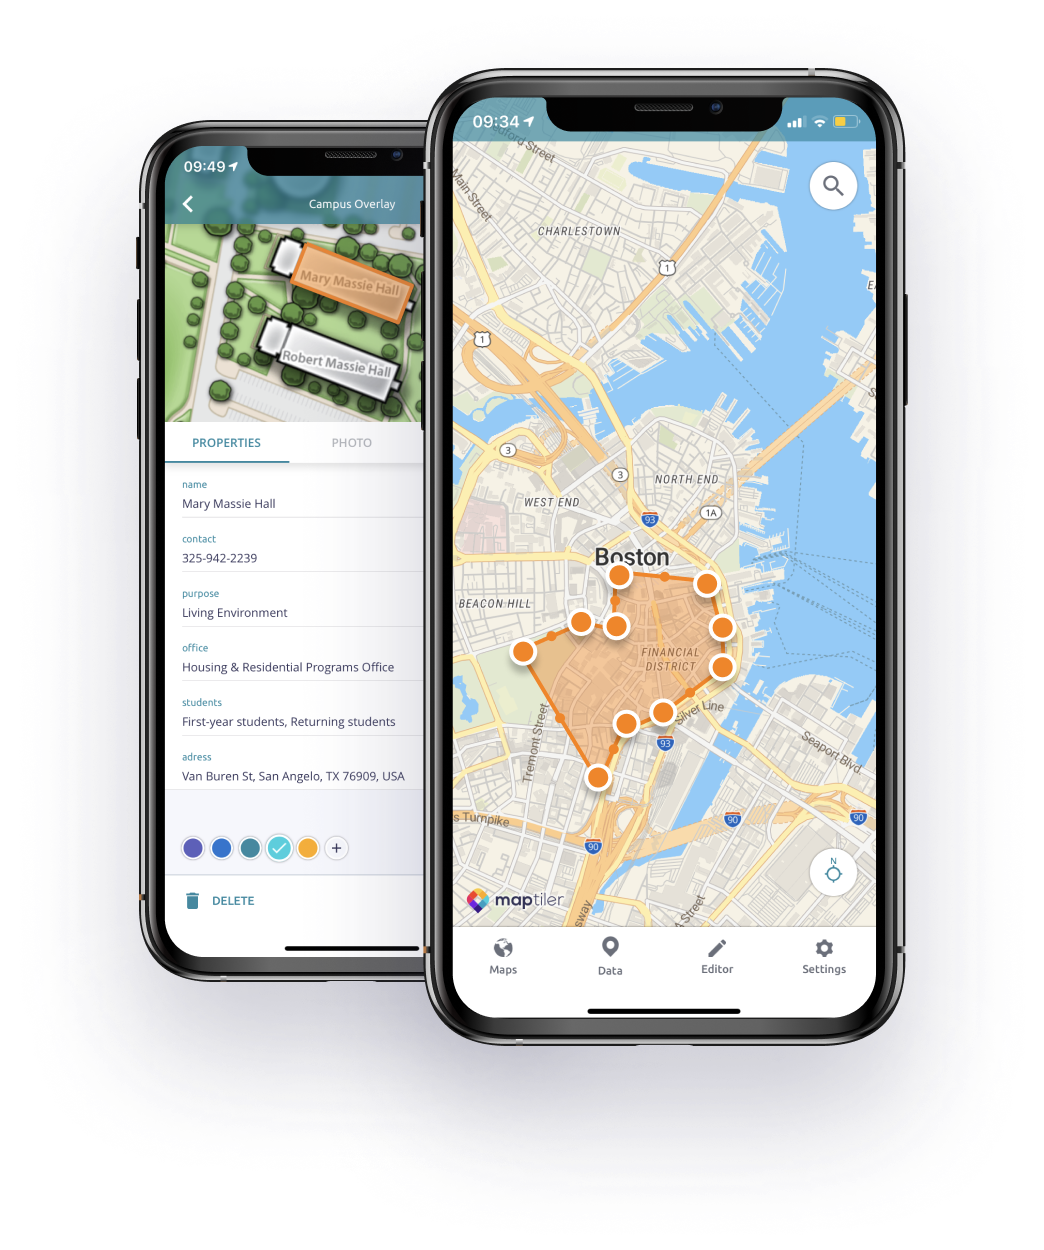 09:49
Campus Overlay
Mary Massie Hall
Robert Massie Hall
PROPERTIES
PHOTO
name
Mary Massie Hall
contact
325-942-2239
purpose
Living Environment
office
Housing & Residential Programs Office
students
First-year students, Returning students
adress
Van Buren St, San Angelo, TX 76909, USA
+
DELETE
09:34
Street
Main Street
CHARLESTOWN
1
1
3
3
NORTH END
WEST END
1A
93
Boston
BEACON HILL
FINANCIAL
DISTRICT
Silver Line
Tremont Street
93
Seaport Blvd.
s Turnpike
90
90
90
N
maptiler
sway
A Street
Maps
Data
Editor
Settings